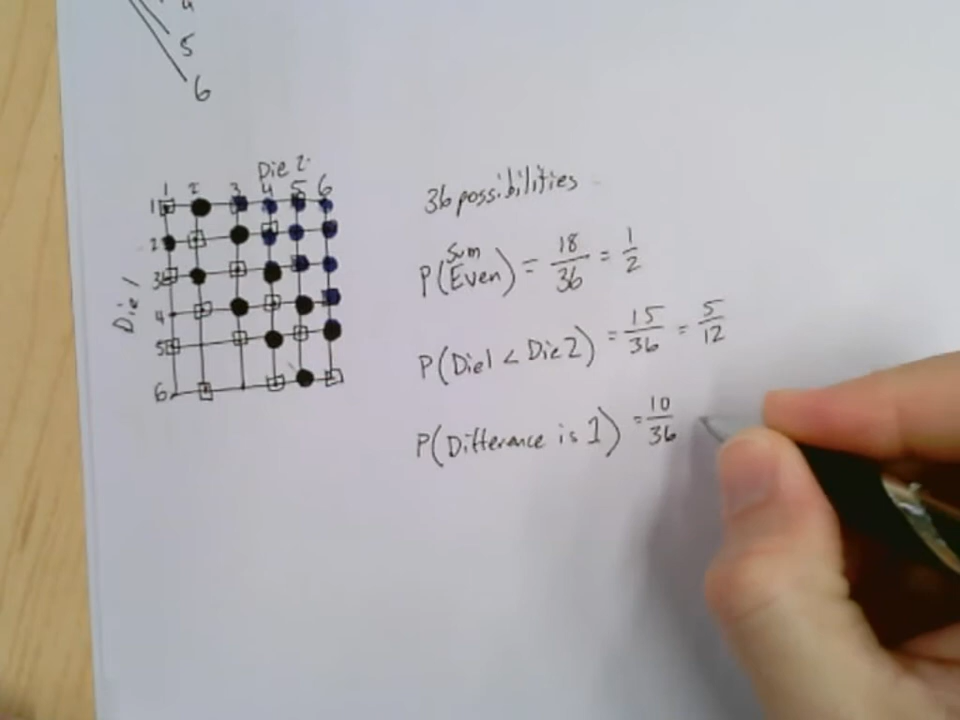 4
5
6
Die 2
1 2 3 4 5 6
Die 1
1
2
3
4
5
6
36 possibilities
P(Sum Even) = 18/36 = 1/2
P(Die1 < Die2) = 15/36 = 5/12
P(Difference is 1) = 10/36